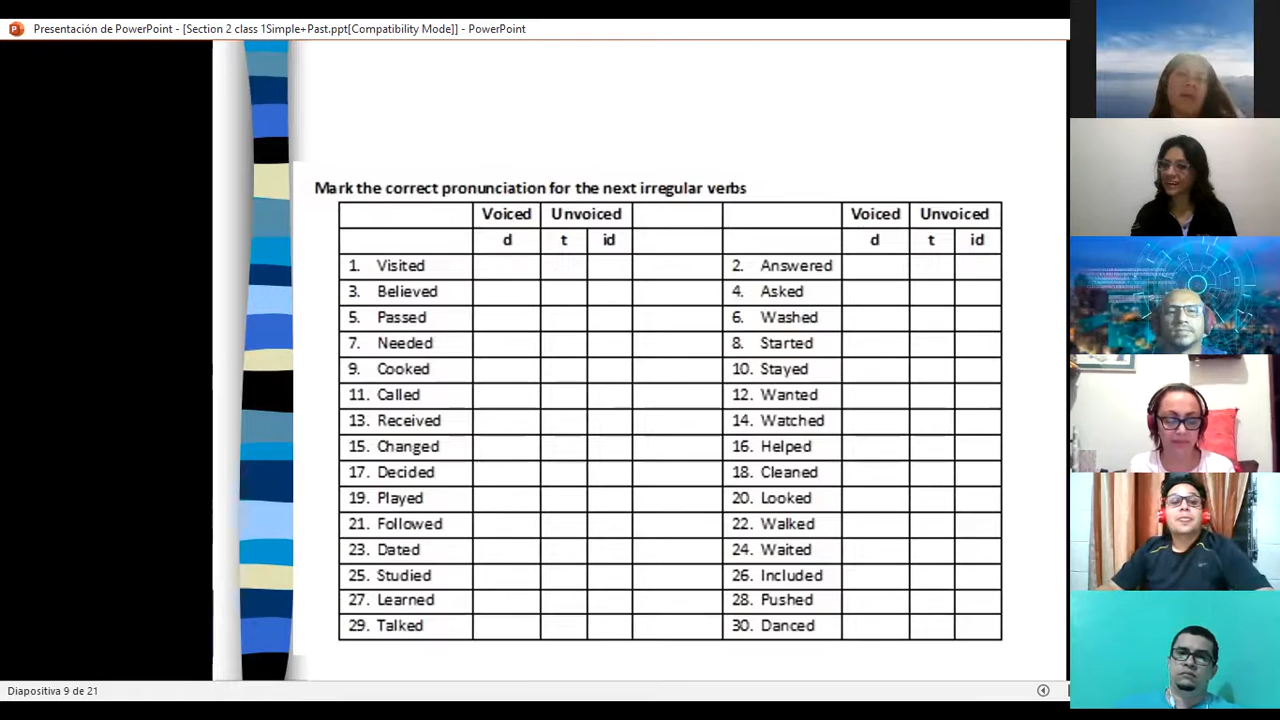 Presentación de PowerPoint - [Section 2 class 1Simple+Past.ppt[Compatibility Mode]] - PowerPoint
Mark the correct pronunciation for the next irregular verbs
Voiced Unvoiced Voiced Unvoiced
d t id d t id
1. Visited 2. Answered
3. Believed 4. Asked
5. Passed 6. Washed
7. Needed 8. Started
9. Cooked 10. Stayed
11. Called 12. Wanted
13. Received 14. Watched
15. Changed 16. Helped
17. Decided 18. Cleaned
19. Played 20. Looked
21. Followed 22. Walked
23. Dated 24. Waited
25. Studied 26. Included
27. Learned 28. Pushed
29. Talked 30. Danced
Diapositiva 9 de 21